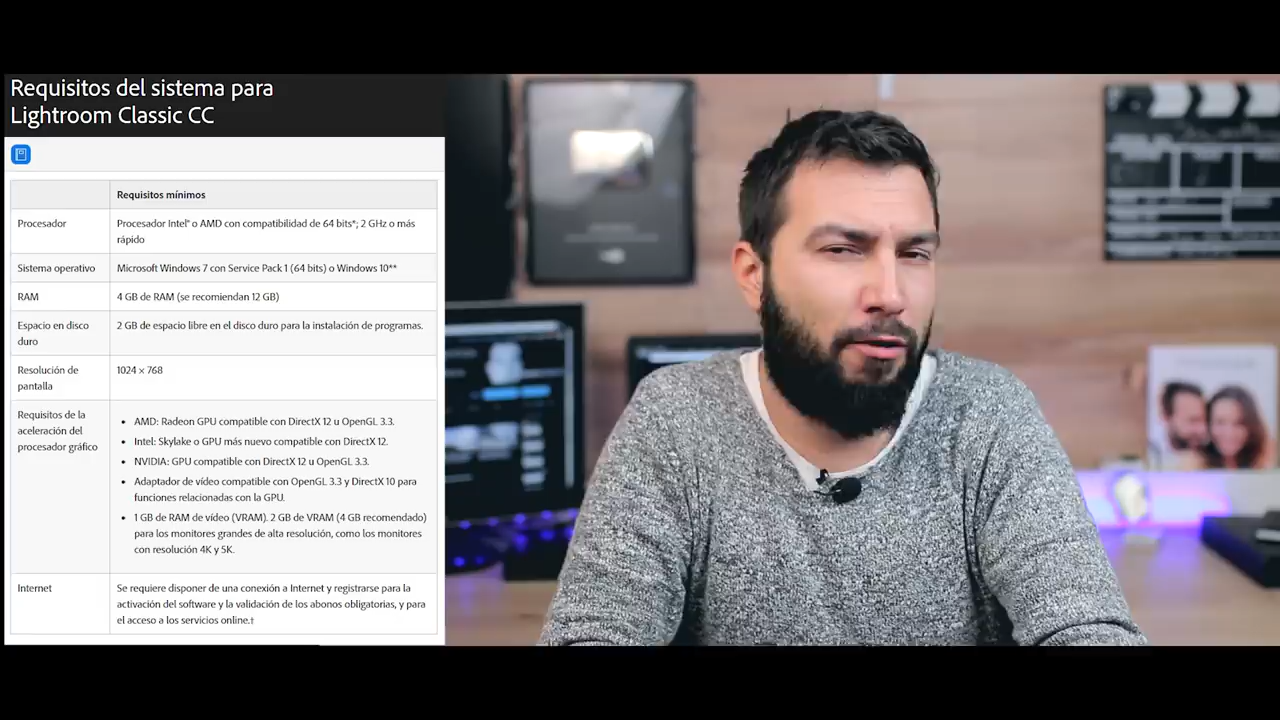 Requisitos del sistema para
Lightroom Classic CC
Requisitos mínimos
Procesador
Procesador Intel® o AMD con compatibilidad de 64 bits*; 2 GHz o más
rápido
Sistema operativo
Microsoft Windows 7 con Service Pack 1 (64 bits) o Windows 10**
RAM
4 GB de RAM (se recomiendan 12 GB)
Espacio en disco
duro
2 GB de espacio libre en el disco duro para la instalación de programas.
Resolución de
pantalla
1024 × 768
Requisitos de la
aceleración del
procesador gráfico
• AMD: Radeon GPU compatible con DirectX 12 u OpenGL 3.3.
• Intel: Skylake o GPU más nuevo compatible con DirectX 12.
• NVIDIA: GPU compatible con DirectX 12 u OpenGL 3.3.
• Adaptador de vídeo compatible con OpenGL 3.3 y DirectX 10 para
funciones relacionadas con la GPU.
• 1 GB de RAM de vídeo (VRAM). 2 GB de VRAM (4 GB recomendado)
para los monitores grandes de alta resolución, como los monitores
con resolución 4K y 5K.
Internet
Se requiere disponer de una conexión a Internet y registrarse para la
activación del software y la validación de los abonos obligatorias, y para
el acceso a los servicios online.†